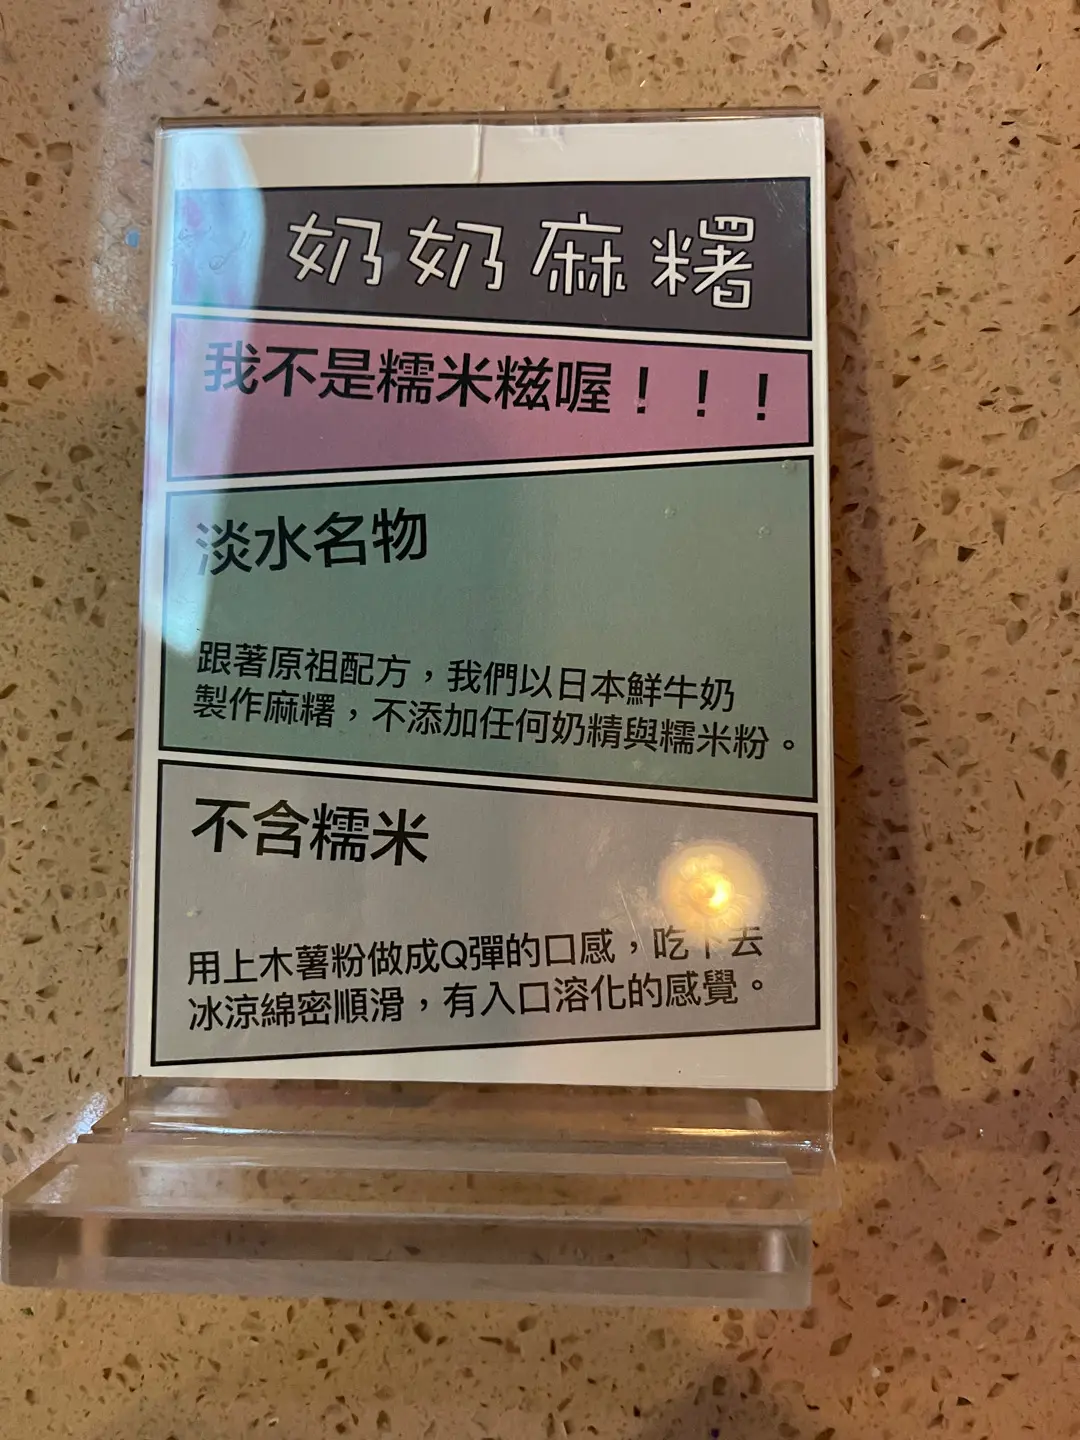 奶奶麻糬
我不是糯米糍喔！！！
淡水名物
跟著原祖配方，我們以日本鮮牛奶
製作麻糬，不添加任何奶精與糯米粉。
不含糯米
用上木薯粉做成Q彈的口感，吃下去
冰涼綿密順滑，有入口溶化的感覺。